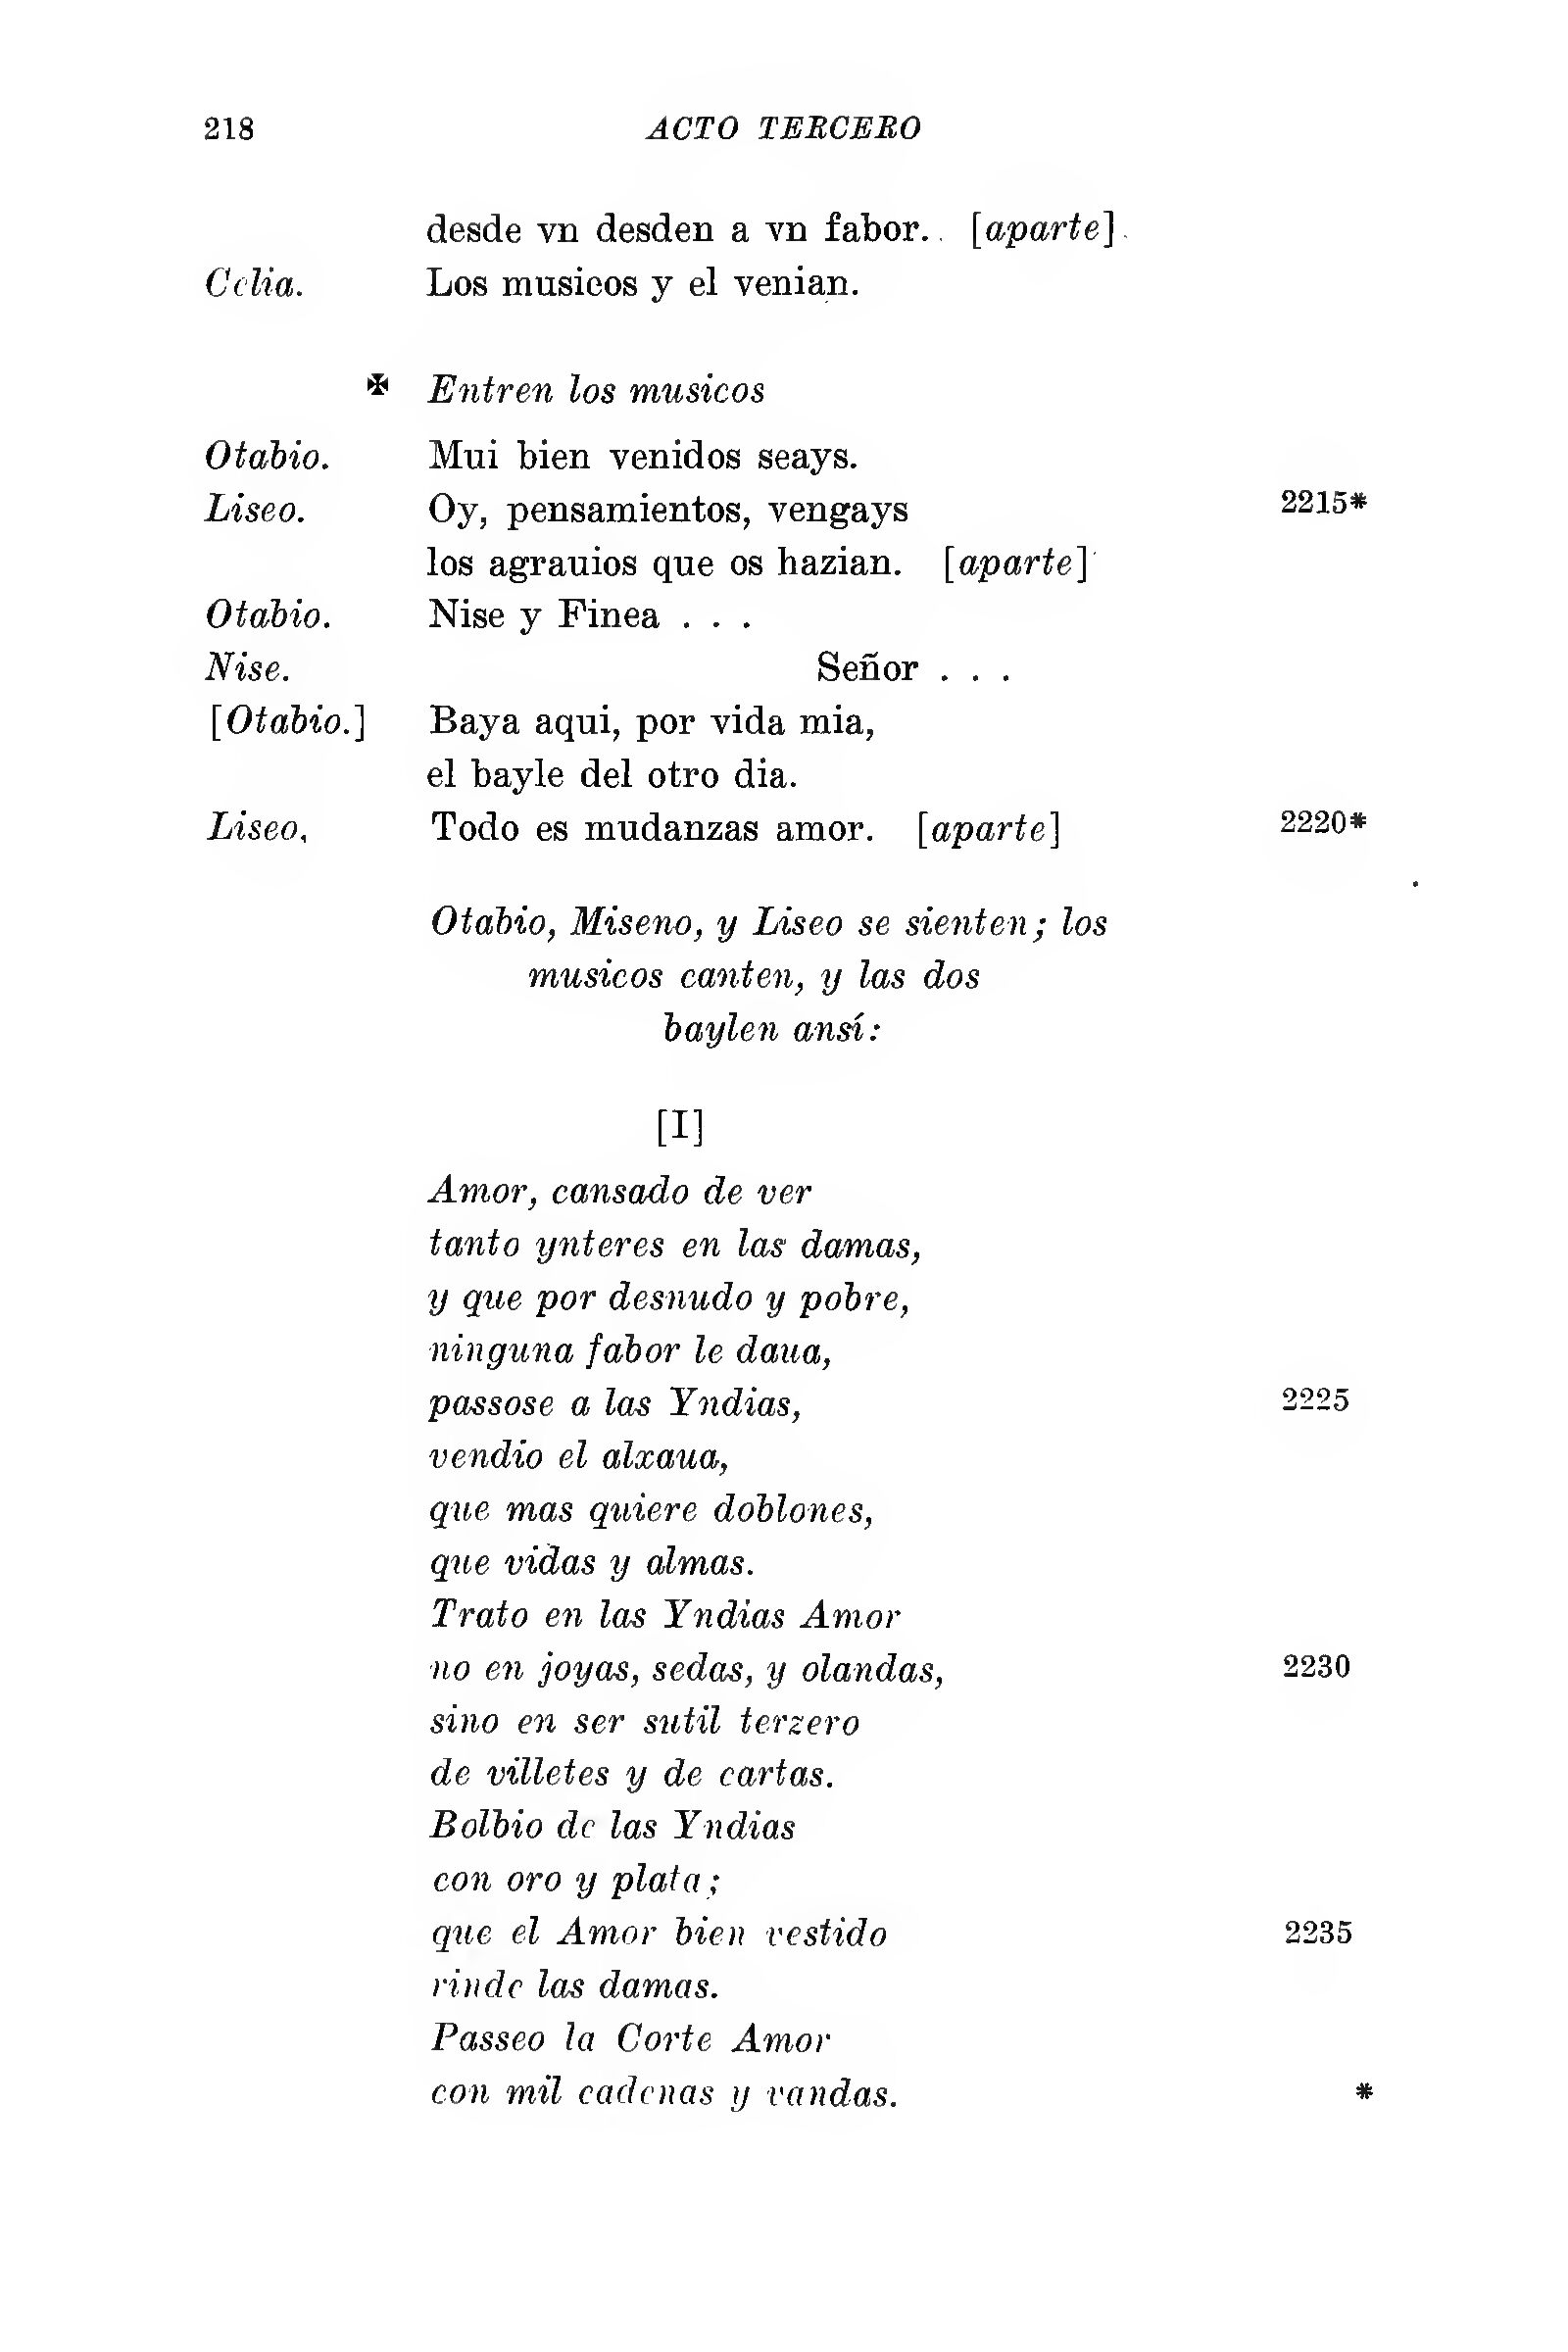 218 ACTO TERCERO
desde vn desden a vn fabor. [aparte].
Celia. Los musicos y el venian.
✠ Entren los musicos
Otabio. Mui bien venidos seays.
Liseo. Oy, pensamientos, vengays 2215*
los agrauios que os hazian. [aparte]
Otabio. Nise y Finea . . .
Nise. Señor . . .
[Otabio.] Baya aqui, por vida mia,
el bayle del otro dia.
Liseo, Todo es mudanzas amor. [aparte] 2220*
Otabio, Miseno, y Liseo se sienten; los
musicos canten, y las dos
baylen ansí:
[I]
Amor, cansado de ver
tanto ynteres en las damas,
y que por desnudo y pobre,
ninguna fabor le daua,
passose a las Yndias, 2225
vendio el alxaua,
que mas quiere doblones,
que vidas y almas.
Trato en las Yndias Amor
no en joyas, sedas, y olandas, 2230
sino en ser sutil terzero
de villetes y de cartas.
Bolbio de las Yndias
con oro y plata;
que el Amor bien vestido 2235
rinde las damas.
Passeo la Corte Amor
con mil cadenas y vandas. *